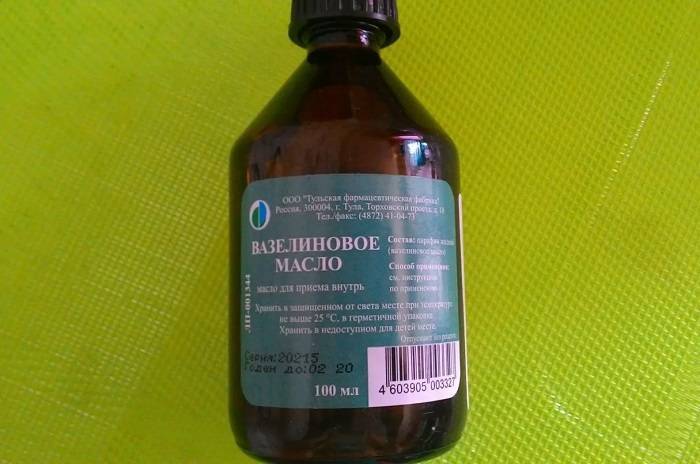 ООО "Тульская фармацевтическая фабрика"
Россия, 300004, г. Тула, Торховский проезд, д. 10
Тел./факс: (4872) 41-04-73
ВАЗЕЛИНОВОЕ
МАСЛО
масло для приема внутрь
Состав: парафин жидкий
(вазелиновое масло)
Способ применения:
см. инструкцию
по применению
Хранить в защищенном от света месте при температуре
не выше 25 °С, в герметичной упаковке.
Хранить в недоступном для детей месте.
Отпускают без
ЛП-001344
Серия:20215
Годен до:02 20
100 мл
4 603905 003327